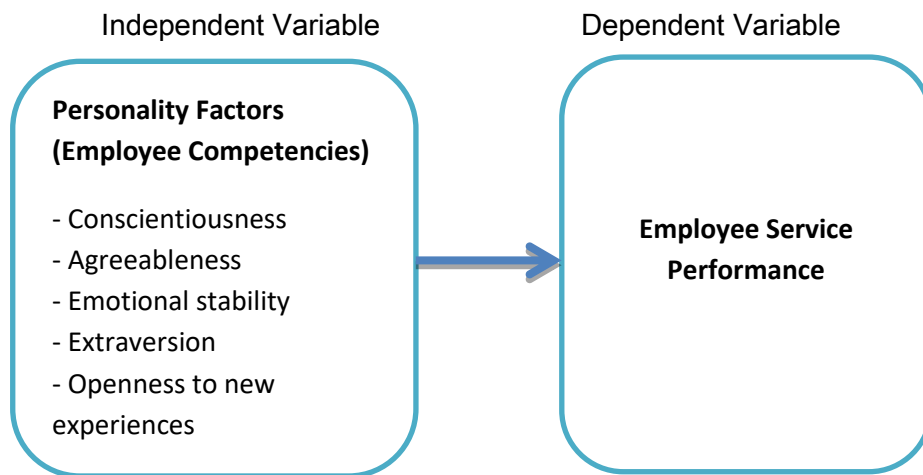 Independent Variable
Dependent Variable
Personality Factors
(Employee Competencies)
- Conscientiousness
- Agreeableness
- Emotional stability
- Extraversion
- Openness to new
experiences
Employee Service
Performance